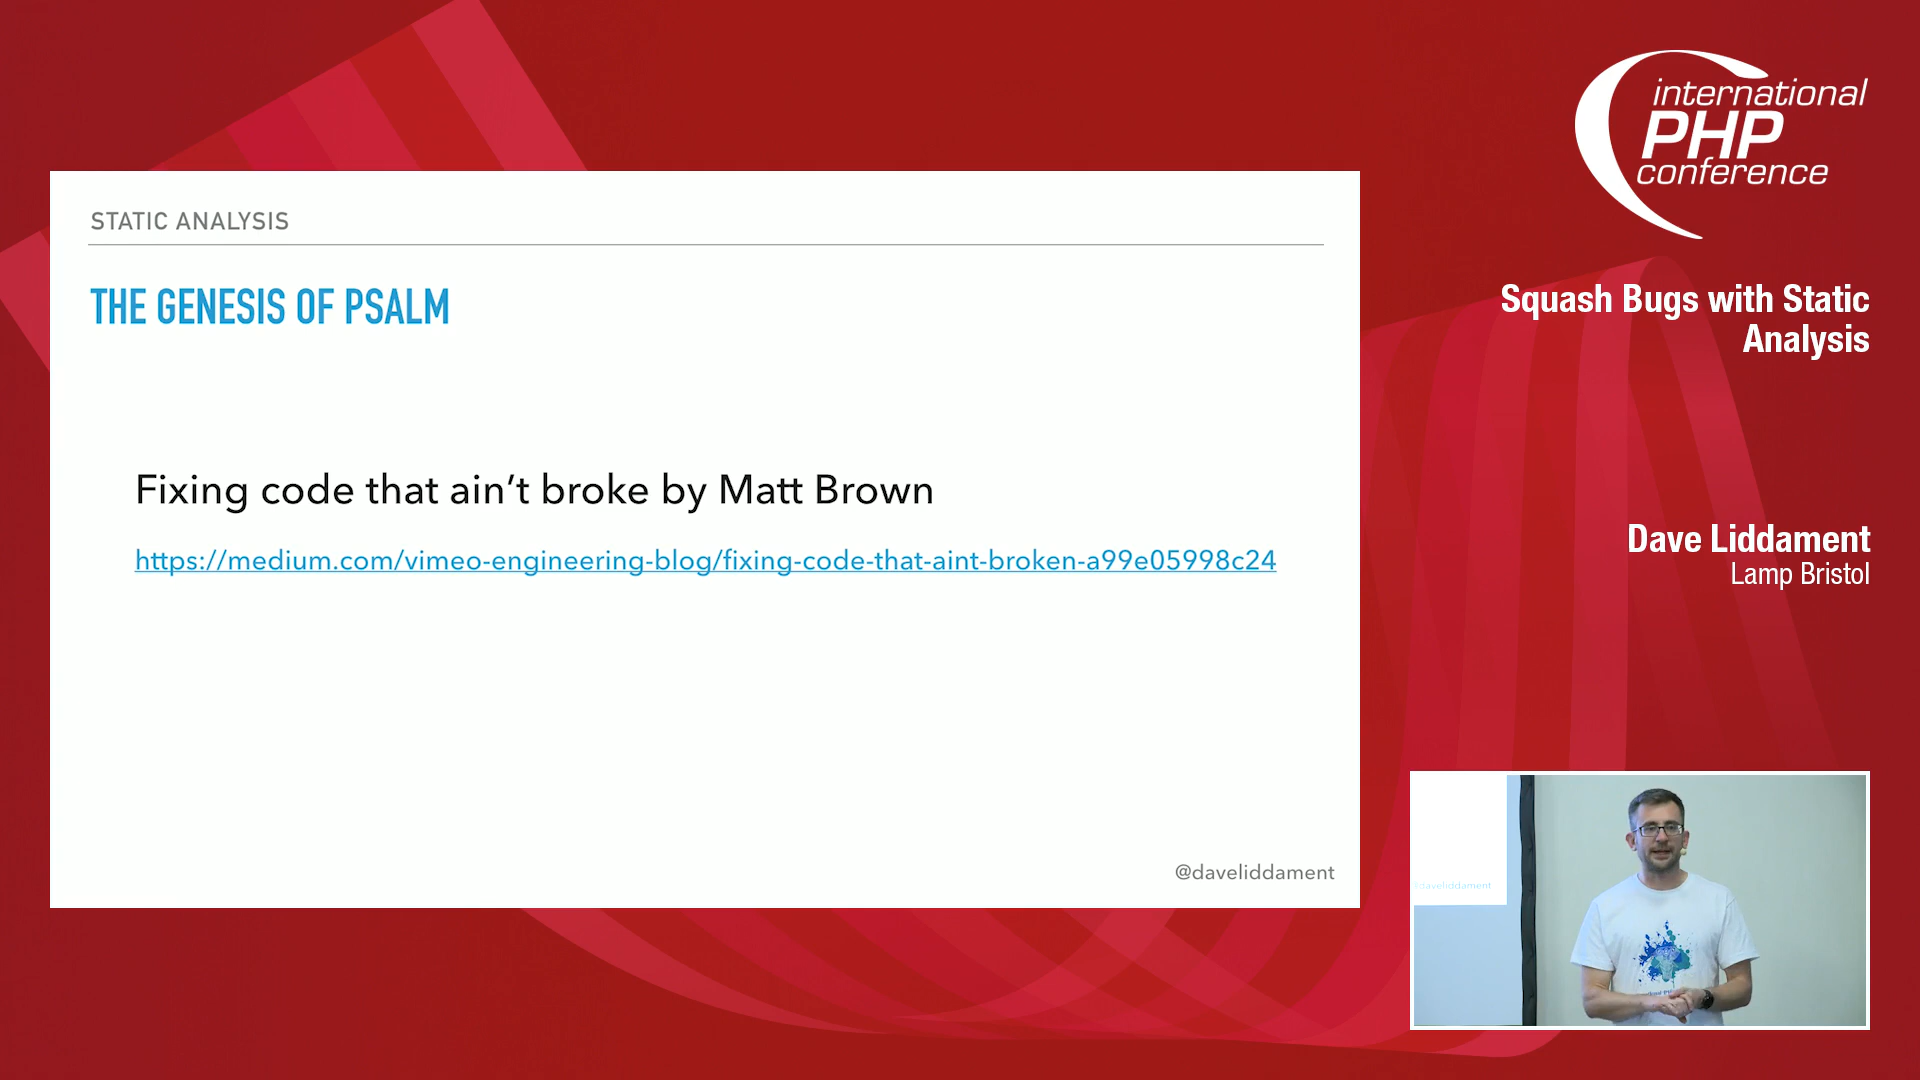 STATIC ANALYSIS
THE GENESIS OF PSALM
Fixing code that ain’t broke by Matt Brown
https://medium.com/vimeo-engineering-blog/fixing-code-that-aint-broken-a99e05998c24
@daveliddament
international
PHP
conference
Squash Bugs with Static
Analysis
Dave Liddament
Lamp Bristol
@daveliddament